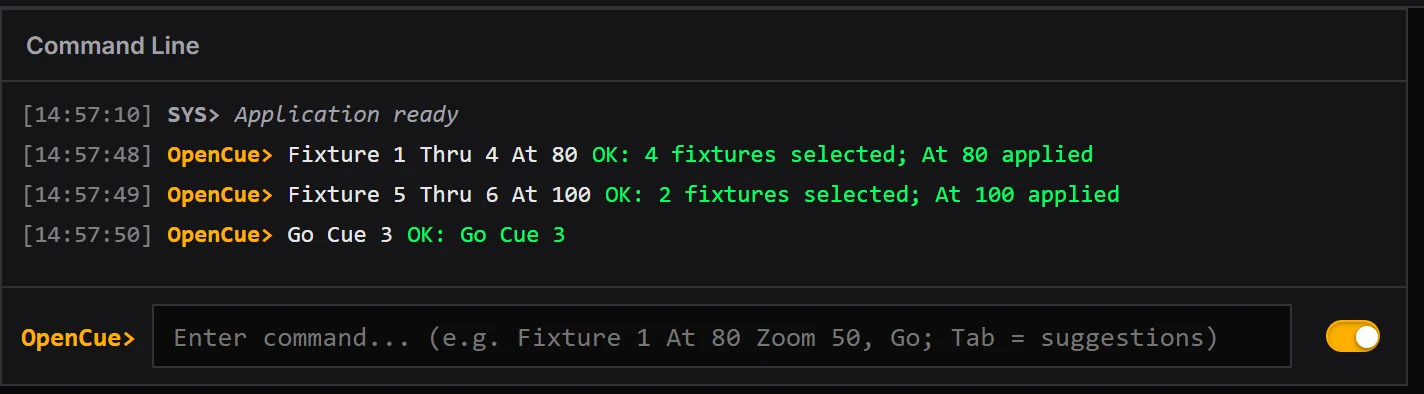 Command Line
[14:57:10] SYS> Application ready
[14:57:48] OpenCue> Fixture 1 Thru 4 At 80 OK: 4 fixtures selected; At 80 applied
[14:57:49] OpenCue> Fixture 5 Thru 6 At 100 OK: 2 fixtures selected; At 100 applied
[14:57:50] OpenCue> Go Cue 3 OK: Go Cue 3
OpenCue> Enter command... (e.g. Fixture 1 At 80 Zoom 50, Go; Tab = suggestions)